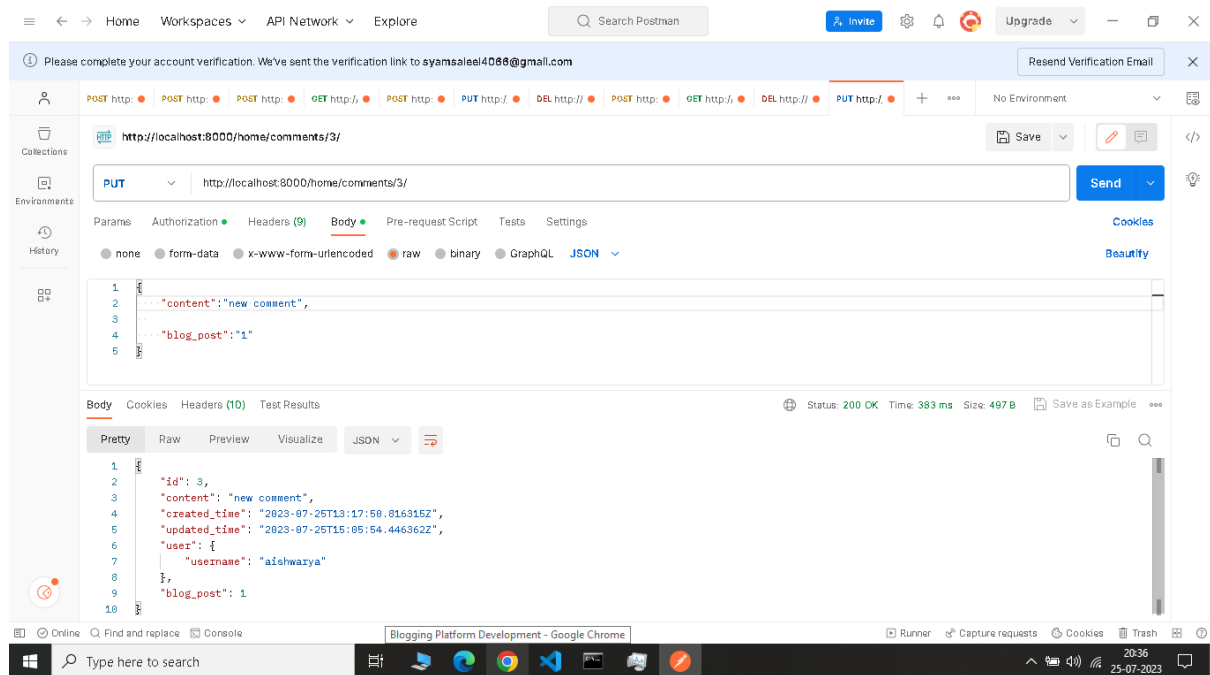 Home Workspaces API Network Explore Search Postman Invite Upgrade
Please complete your account verification. We've sent the verification link to syamsaleel4066@gmail.com Resend Verification Email
POST http: POST http: POST http: GET http:/, POST http: PUT http:/, DEL http:// POST http: GET http:/, DEL http:// PUT http:/, No Environment
HTTP http://localhost:8000/home/comments/3/ Save
Collections
PUT http://localhost:8000/home/comments/3/ Send
Environments
Params Authorization Headers (9) Body Pre-request Script Tests Settings Cookies
History
none form-data x-www-form-urlencoded raw binary GraphQL JSON Beautify
1 {
2 "content":"new comment",
3
4 "blog_post":"1"
5 }
Body Cookies Headers (10) Test Results Status: 200 OK Time: 383 ms Size: 497 B Save as Example
Pretty Raw Preview Visualize JSON
1 {
2 "id": 3,
3 "content": "new comment",
4 "created_time": "2023-07-25T13:17:50.816315Z",
5 "updated_time": "2023-07-25T15:05:54.446362Z",
6 "user": {
7 "username": "aishwarya"
8 },
9 "blog_post": 1
10 }
Online Find and replace Console Blogging Platform Development - Google Chrome Runner Capture requests Cookies Trash
Type here to search 20:36
25-07-2023